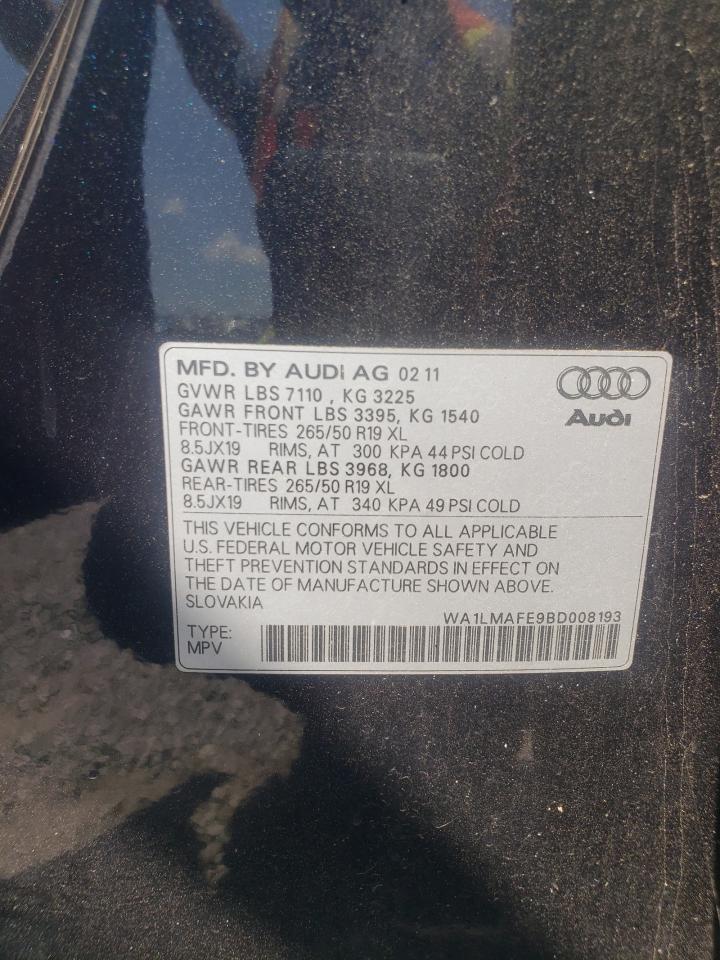 MFD. BY AUDI AG 02 11
GVWR LBS 7110 , KG 3225
GAWR FRONT LBS 3395, KG 1540
FRONT-TIRES 265/50 R19 XL
8.5JX19 RIMS, AT 300 KPA 44 PSI COLD
GAWR REAR LBS 3968, KG 1800
REAR-TIRES 265/50 R19 XL
8.5JX19 RIMS, AT 340 KPA 49 PSI COLD
Audi
THIS VEHICLE CONFORMS TO ALL APPLICABLE
U.S. FEDERAL MOTOR VEHICLE SAFETY AND
THEFT PREVENTION STANDARDS IN EFFECT ON
THE DATE OF MANUFACTURE SHOWN ABOVE.
SLOVAKIA
WA1LMAFE9BD008193
TYPE:
MPV